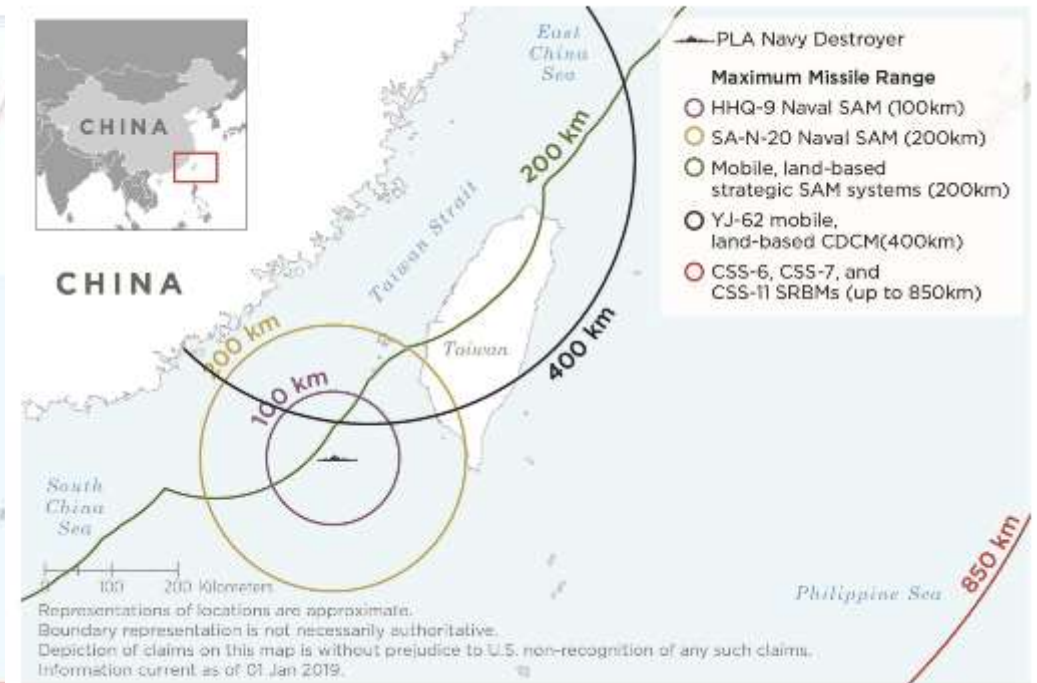 CHINA
East
China
Sea
PLA Navy Destroyer
Maximum Missile Range
HHQ-9 Naval SAM (100km)
SA-N-20 Naval SAM (200km)
Mobile, land-based
strategic SAM systems (200km)
YJ-62 mobile,
land-based CDCM(400km)
CSS-6, CSS-7, and
CSS-11 SRBMs (up to 850km)
200 km
Taiwan Strait
CHINA
200 km
Taiwan
400 km
100 km
South
China
Sea
850 km
Philippine Sea
0 100 200 Kilometers
Representations of locations are approximate.
Boundary representation is not necessarily authoritative.
Depiction of claims on this map is without prejudice to U.S. non-recognition of any such claims.
Information current as of 01 Jan 2019.